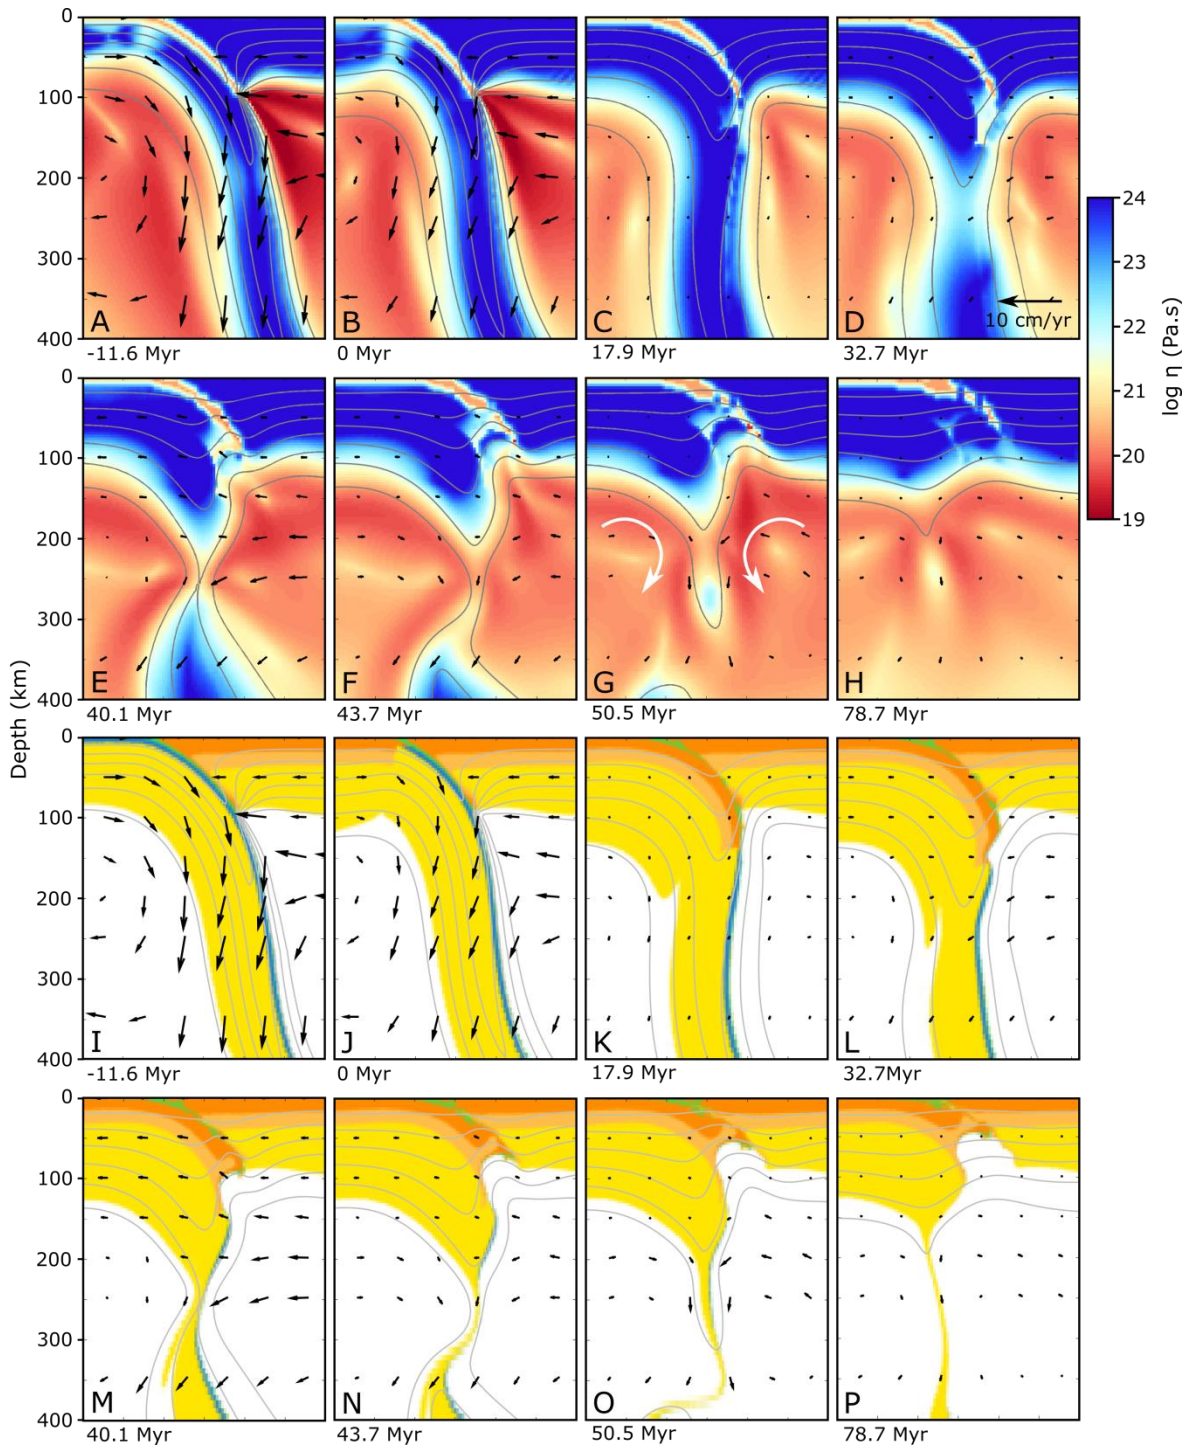 0
100
200
300
400
A
B
C
D
10 cm/yr
-11.6 Myr
0 Myr
17.9 Myr
32.7 Myr
24
23
22
21
20
19
log η (Pa.s)
0
100
200
300
400
E
F
G
H
40.1 Myr
43.7 Myr
50.5 Myr
78.7 Myr
Depth (km)
0
100
200
300
400
I
J
K
L
-11.6 Myr
0 Myr
17.9 Myr
32.7Myr
0
100
200
300
400
M
N
O
P
40.1 Myr
43.7 Myr
50.5 Myr
78.7 Myr